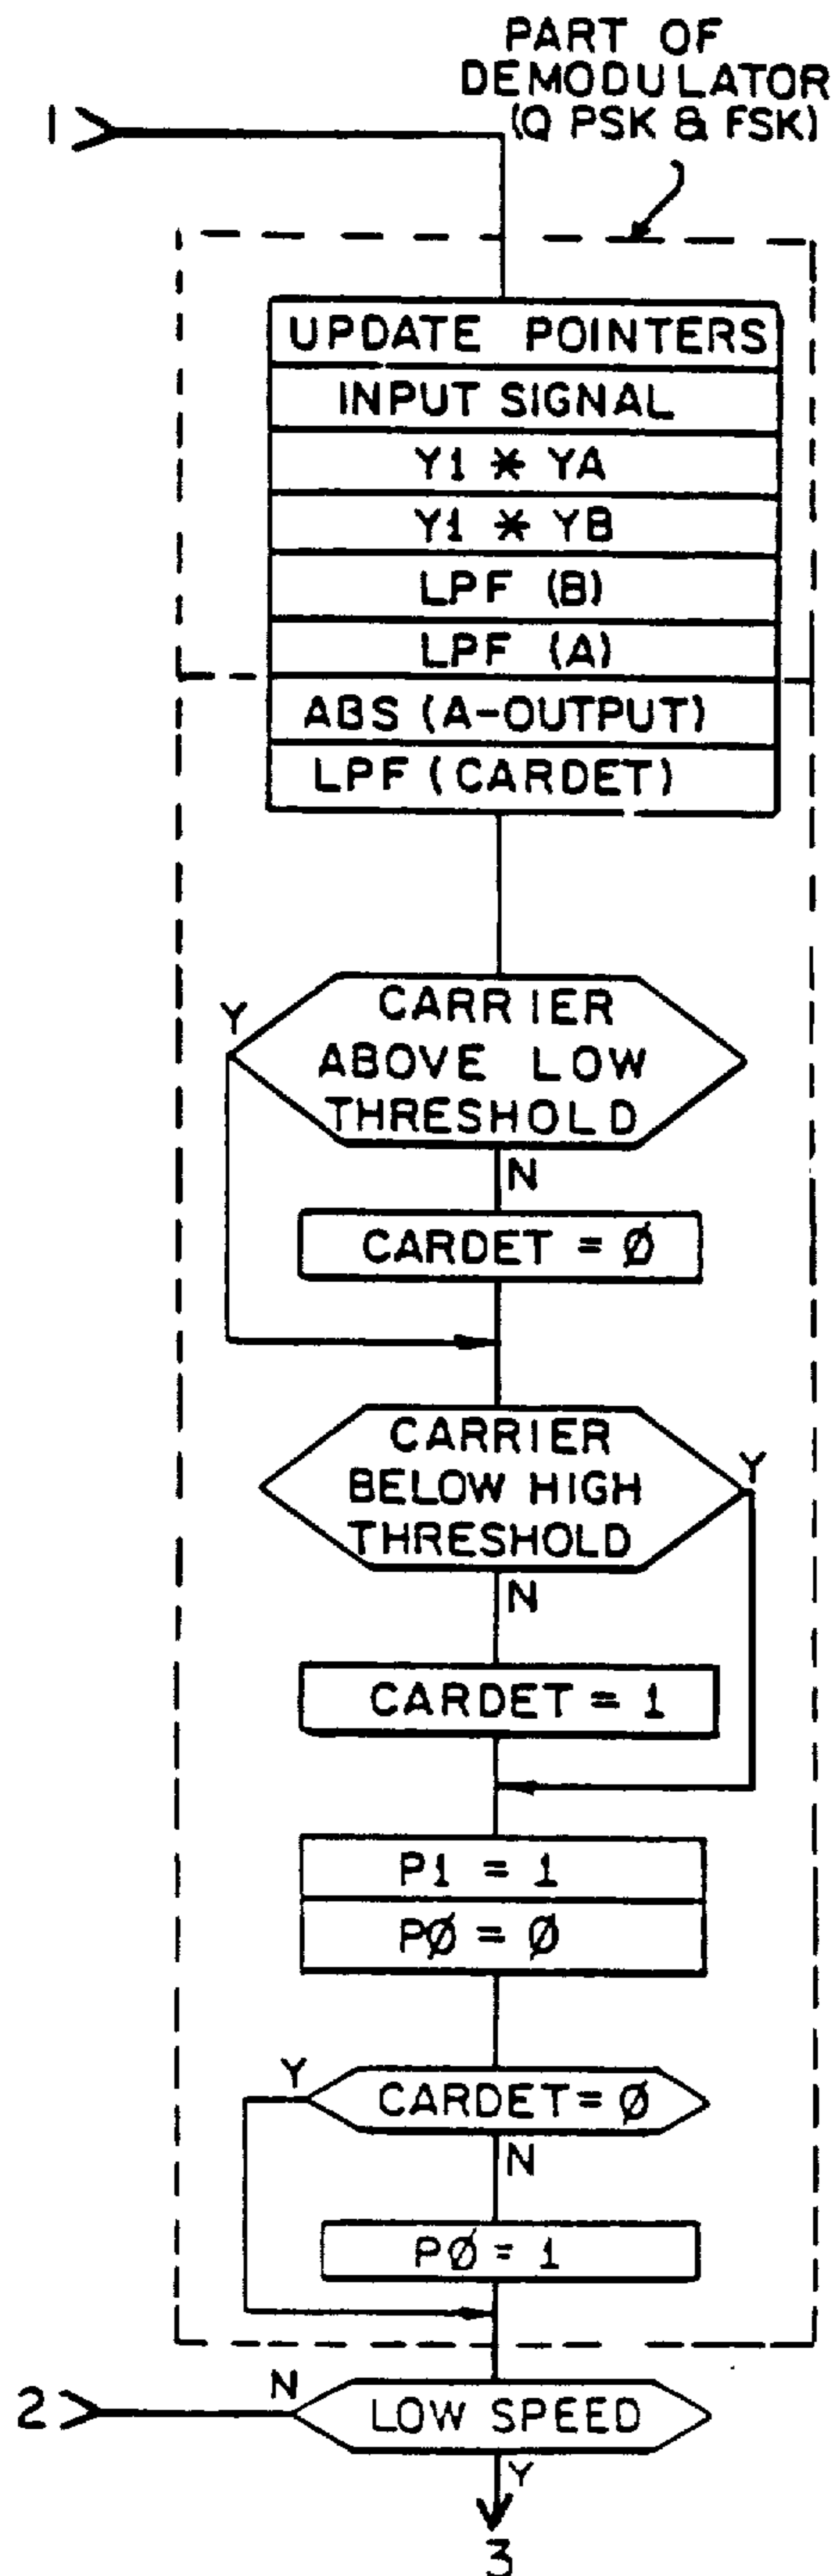 PART OF
DEMODULATOR
(Q PSK & FSK)
1
UPDATE POINTERS
INPUT SIGNAL
Y1 * YA
Y1 * YB
LPF (B)
LPF (A)
ABS (A-OUTPUT)
LPF (CARDET)
Y
CARRIER
ABOVE LOW
THRESHOLD
N
CARDET = Ø
CARRIER
BELOW HIGH
THRESHOLD
Y
N
CARDET = 1
P1 = 1
PØ = Ø
Y
CARDET = Ø
N
PØ = 1
N
2
LOW SPEED
Y
3